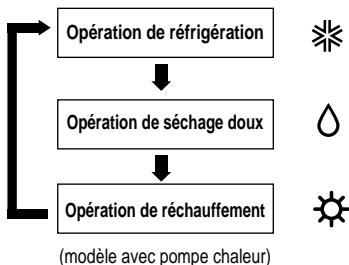 Opération de réfrigération
Opération de séchage doux
Opération de réchauffement
(modèle avec pompe chaleur)